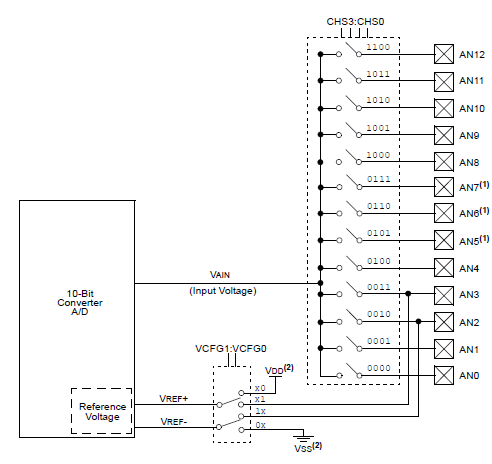 CHS3:CHS0
1100 AN12
1011 AN11
1010 AN10
1001 AN9
1000 AN8
0111 AN7(1)
0110 AN6(1)
0101 AN5(1)
0100 AN4
0011 AN3
0010 AN2
0001 AN1
0000 AN0
10-Bit
Converter
A/D
VAIN
(Input Voltage)
VCFG1:VCFG0
VDD(2)
Reference
Voltage
VREF+
VREF-
x0
x1
1x
0x
VSS(2)